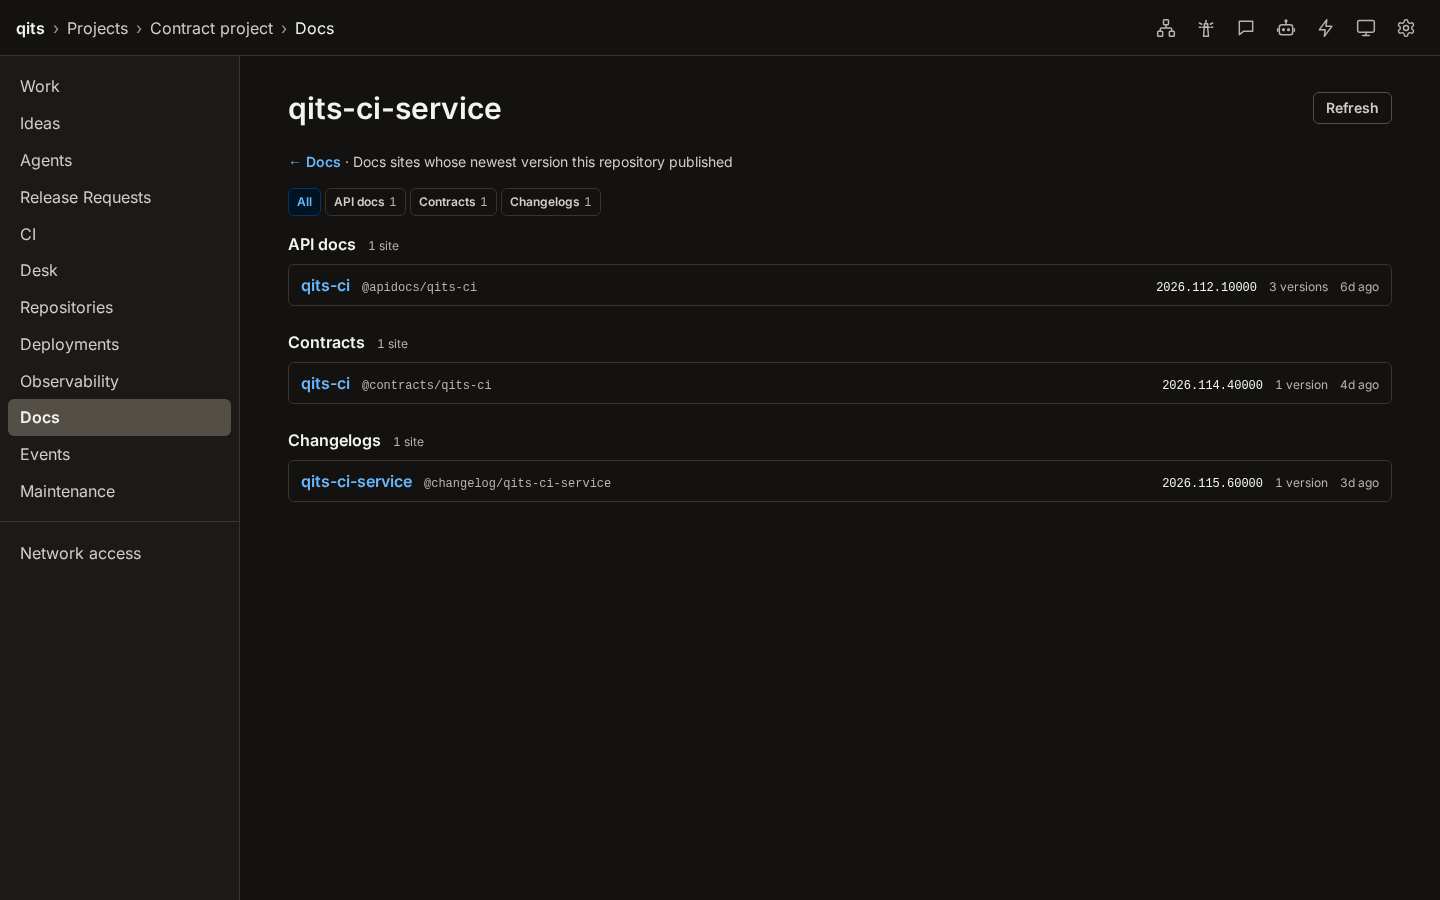 qits › Projects › Contract project › Docs
Work
Ideas
Agents
Release Requests
CI
Desk
Repositories
Deployments
Observability
Docs
Events
Maintenance
Network access
qits-ci-service
Refresh
← Docs · Docs sites whose newest version this repository published
All
API docs 1
Contracts 1
Changelogs 1
API docs 1 site
qits-ci @apidocs/qits-ci 2026.112.10000 3 versions 6d ago
Contracts 1 site
qits-ci @contracts/qits-ci 2026.114.40000 1 version 4d ago
Changelogs 1 site
qits-ci-service @changelog/qits-ci-service 2026.115.60000 1 version 3d ago